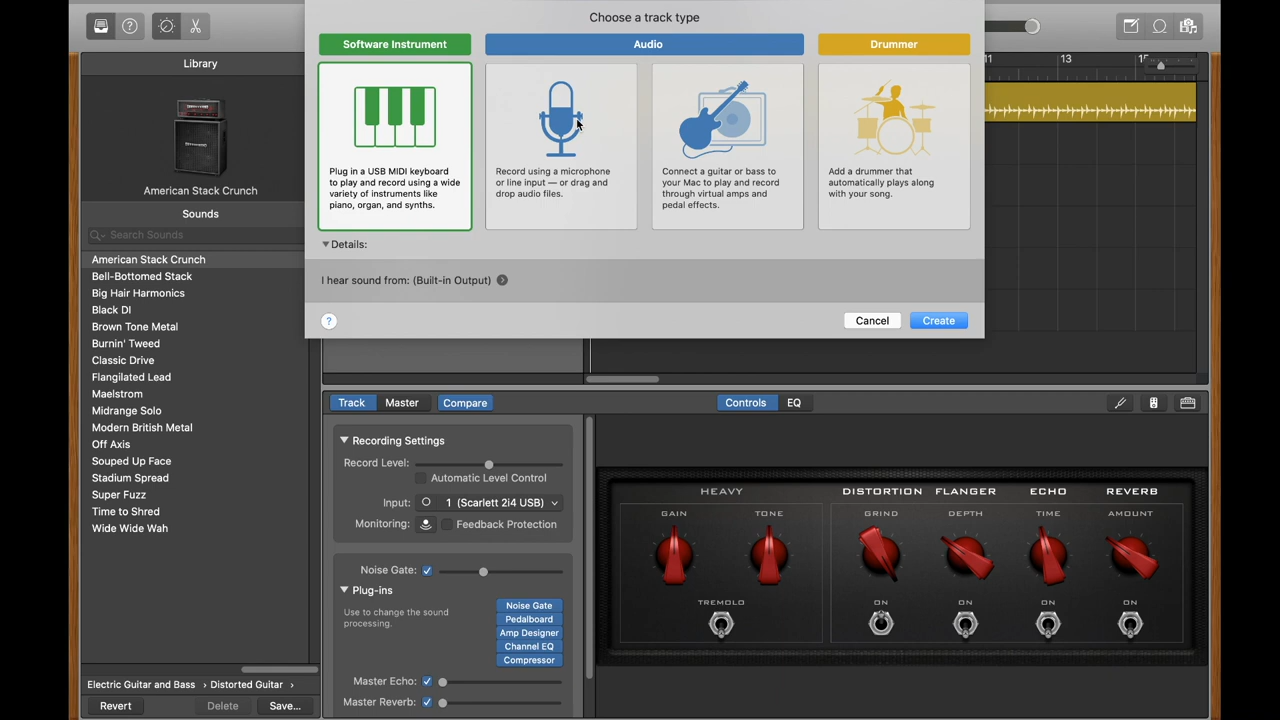 Choose a track type
Software Instrument
Audio
Drummer
Plug in a USB MIDI keyboard
to play and record using a wide
variety of instruments like
piano, organ, and synths.
Record using a microphone
or line input — or drag and
drop audio files.
Connect a guitar or bass to
your Mac to play and record
through virtual amps and
pedal effects.
Add a drummer that
automatically plays along
with your song.
Details:
I hear sound from: (Built-in Output)
?
Cancel
Create
13
Library
American Stack Crunch
Sounds
Search Sounds
American Stack Crunch
Bell-Bottomed Stack
Big Hair Harmonics
Black DI
Brown Tone Metal
Burnin' Tweed
Classic Drive
Flangilated Lead
Maelstrom
Midrange Solo
Modern British Metal
Off Axis
Souped Up Face
Stadium Spread
Super Fuzz
Time to Shred
Wide Wide Wah
Electric Guitar and Bass › Distorted Guitar ›
Revert
Delete
Save...
Track
Master
Compare
Controls
EQ
Recording Settings
Record Level:
Automatic Level Control
Input: 1 (Scarlett 2i4 USB)
Monitoring: Feedback Protection
Noise Gate:
Plug-ins
Use to change the sound
processing.
Noise Gate
Pedalboard
Amp Designer
Channel EQ
Compressor
Master Echo:
Master Reverb:
HEAVY
GAIN
TONE
TREMOLO
DISTORTION
FLANGER
ECHO
REVERB
GRIND
DEPTH
TIME
AMOUNT
ON
ON
ON
ON